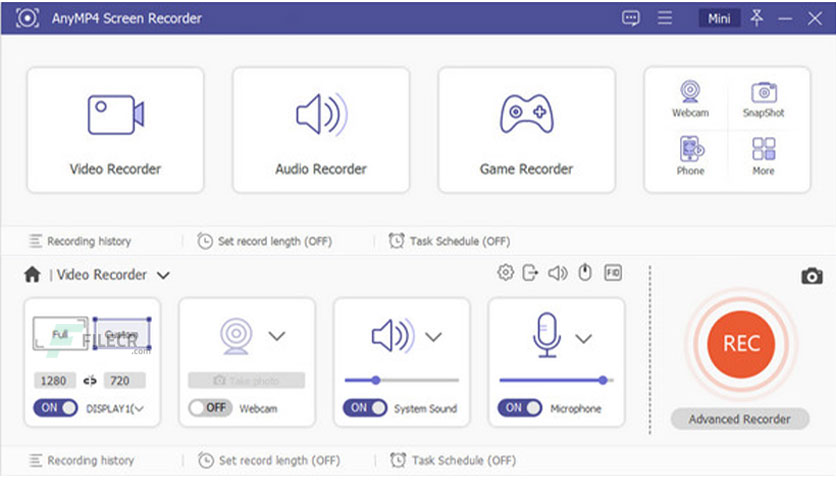 AnyMP4 Screen Recorder
Mini
Video Recorder
Audio Recorder
Game Recorder
Webcam
SnapShot
Phone
More
Recording history
Set record length (OFF)
Task Schedule (OFF)
Video Recorder
Full
Custom
FILECR
.com
1280
720
ON
DISPLAY1(
Take photo
OFF
Webcam
ON
System Sound
ON
Microphone
REC
Advanced Recorder
Recording history
Set record length (OFF)
Task Schedule (OFF)